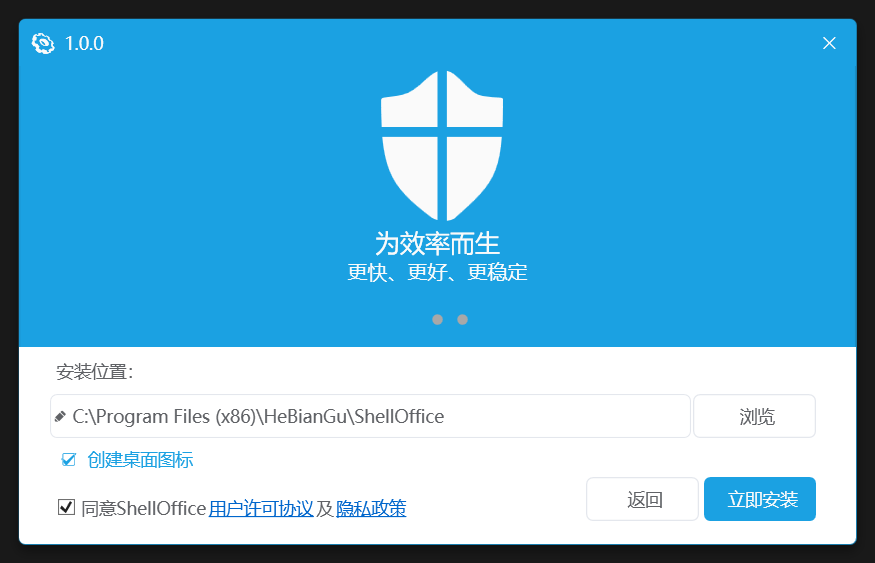 1.0.0
为效率而生
更快、更好、更稳定
安装位置:
C:\Program Files (x86)\HeBianGu\ShellOffice 浏览
创建桌面图标
返回 立即安装
同意ShellOffice用户许可协议及隐私政策